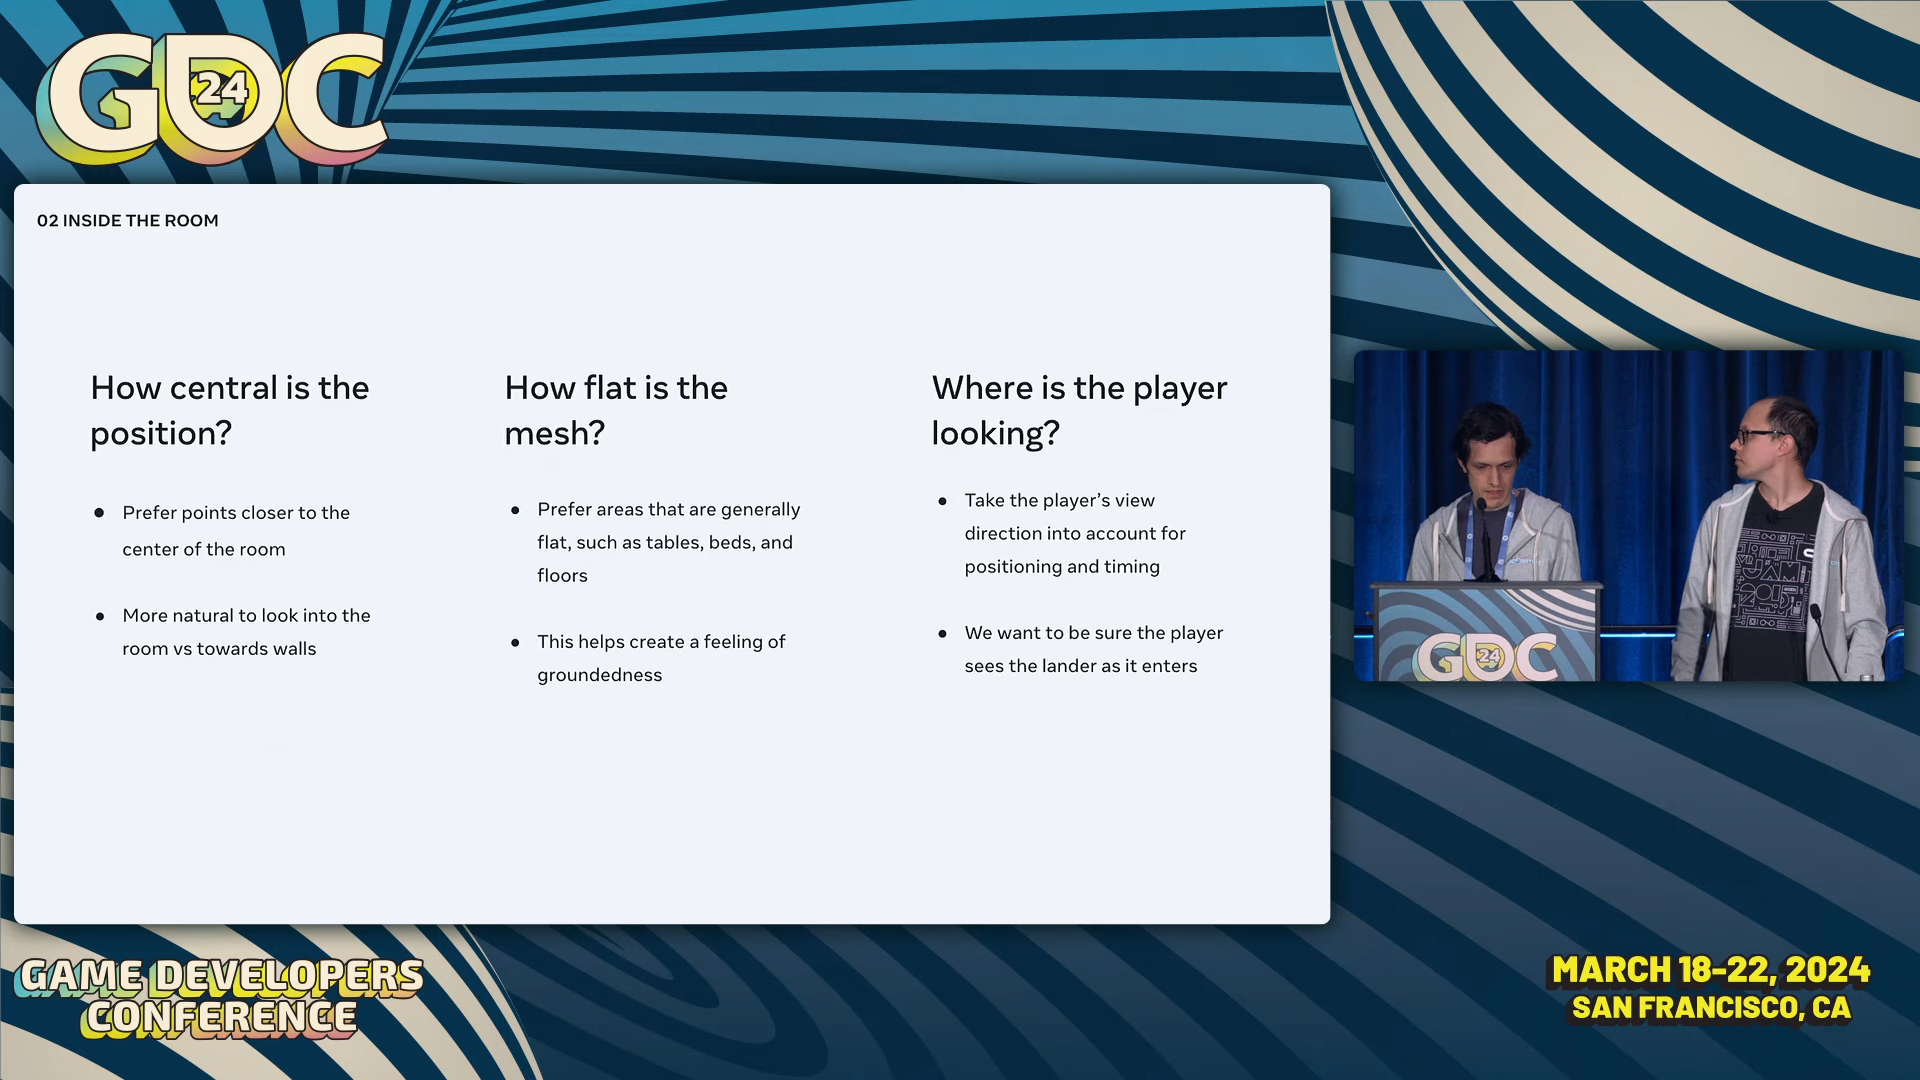 GDC
24
02 INSIDE THE ROOM
How central is the
position?
● Prefer points closer to the
center of the room
● More natural to look into the
room vs towards walls
How flat is the
mesh?
● Prefer areas that are generally
flat, such as tables, beds, and
floors
● This helps create a feeling of
groundedness
Where is the player
looking?
● Take the player’s view
direction into account for
positioning and timing
● We want to be sure the player
sees the lander as it enters
GDC
24
GAME DEVELOPERS
CONFERENCE
MARCH 18-22, 2024
SAN FRANCISCO, CA